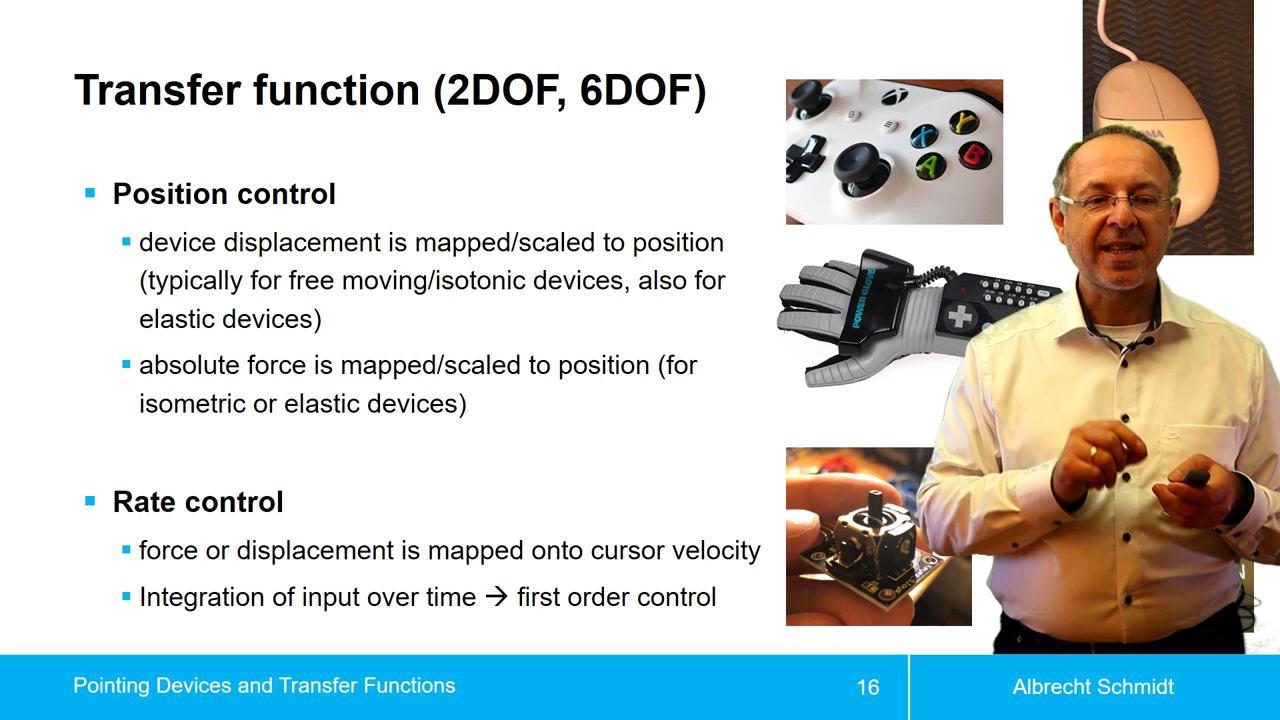 Transfer function (2DOF, 6DOF)
Position control
device displacement is mapped/scaled to position
(typically for free moving/isotonic devices, also for
elastic devices)
absolute force is mapped/scaled to position (for
isometric or elastic devices)
Rate control
force or displacement is mapped onto cursor velocity
Integration of input over time → first order control
X
Y
A
B
POWER GLOVE
Pointing Devices and Transfer Functions
16
Albrecht Schmidt